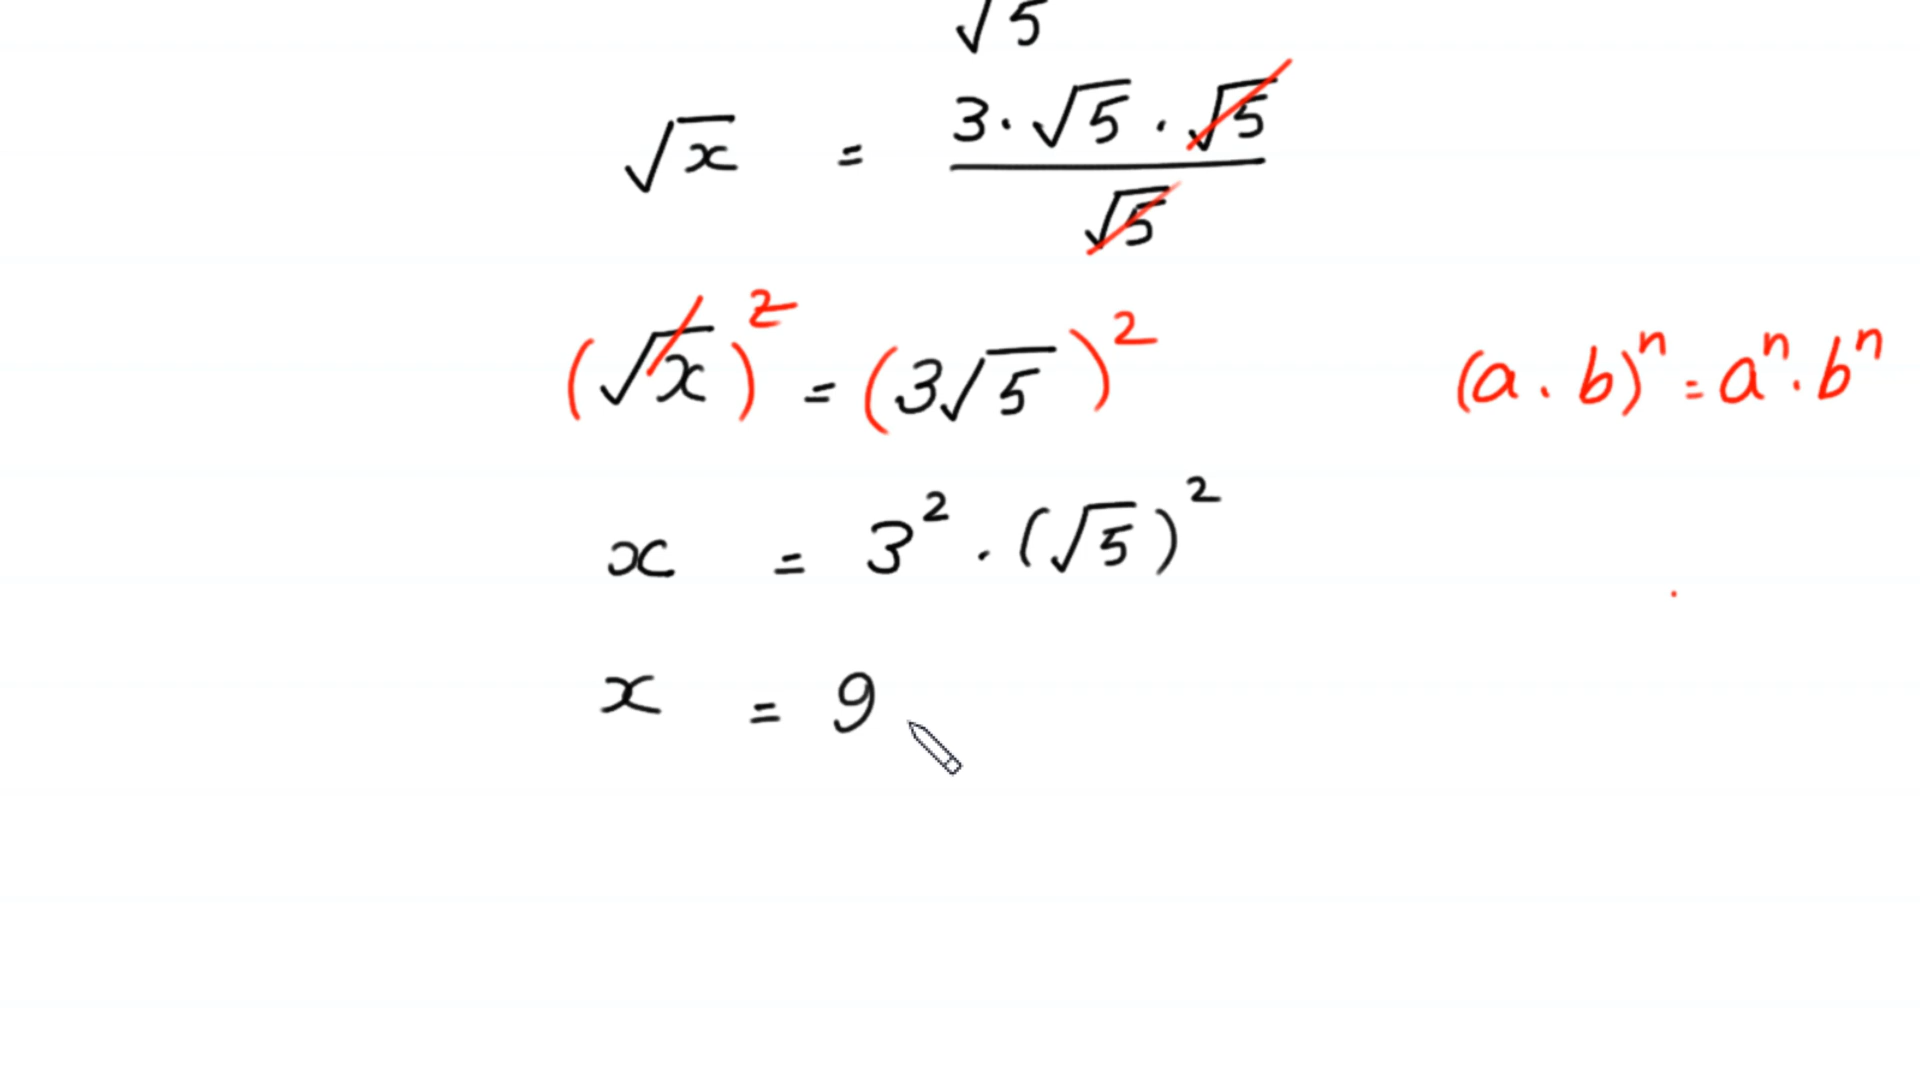 √5
√x = (3·√5·√5)/√5
(√x)² = (3√5)²
(a·b)ⁿ = aⁿ·bⁿ
x = 3²·(√5)²
x = 9